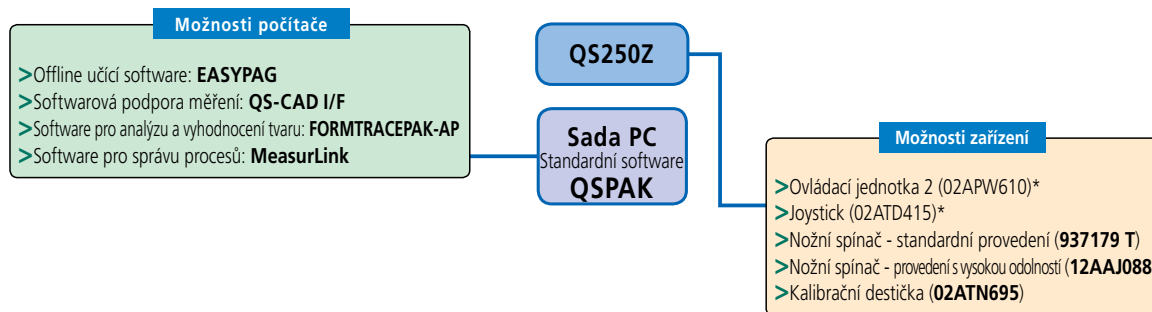 Možnosti počítače
>Offline učící software: EASYPAG
>Softwarová podpora měření: QS-CAD I/F
>Software pro analýzu a vyhodnocení tvaru: FORMTRACEPAK-AP
>Software pro správu procesů: MeasurLink
QS250Z
Sada PC
Standardní software
QSPAK
Možnosti zařízení
>Ovládací jednotka 2 (02APW610)*
>Joystick (02ATD415)*
>Nožní spínač - standardní provedení (937179 T)
>Nožní spínač - provedení s vysokou odolností (12AAJ088
>Kalibrační destička (02ATN695)